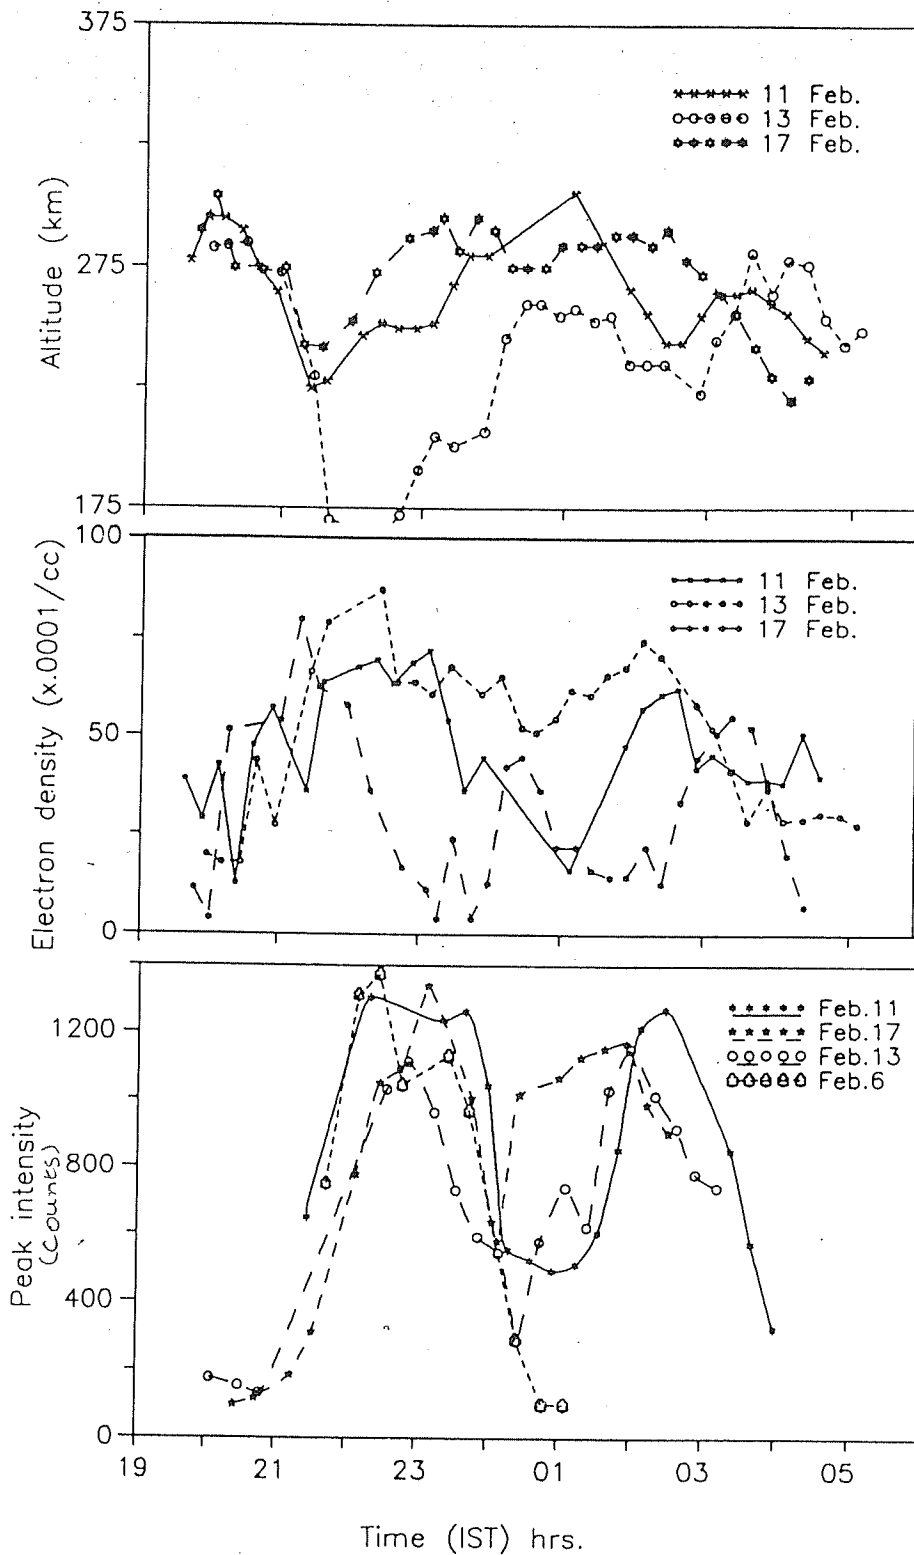 375
11 Feb.
13 Feb.
17 Feb.
275
Altitude (km)
175
100
11 Feb.
13 Feb.
17 Feb.
50
Electron density (x.0001/cc)
0
Feb.11
Feb.17
Feb.13
Feb.6
1200
800
Peak intensity
(Counts)
400
0
19 21 23 01 03 05
Time (IST) hrs.